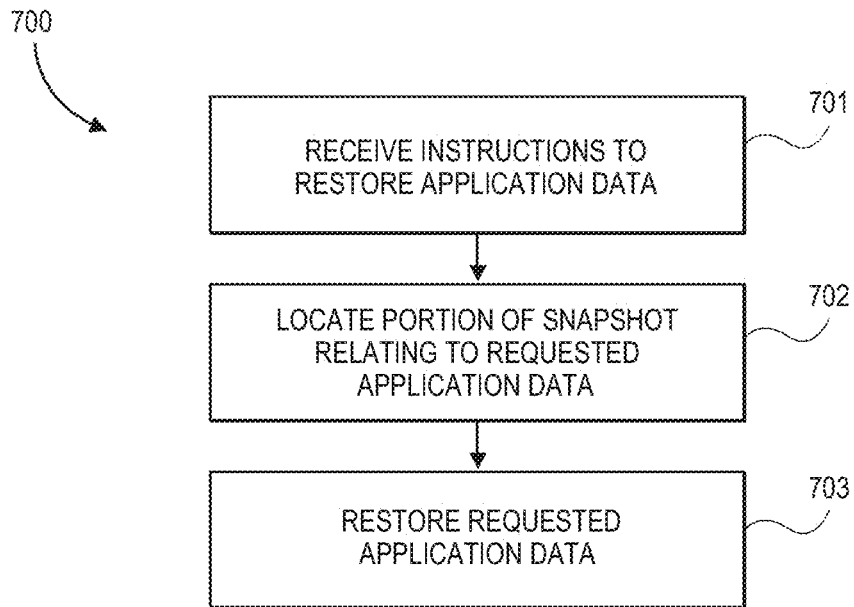 700
701
RECEIVE INSTRUCTIONS TO
RESTORE APPLICATION DATA
702
LOCATE PORTION OF SNAPSHOT
RELATING TO REQUESTED
APPLICATION DATA
703
RESTORE REQUESTED
APPLICATION DATA